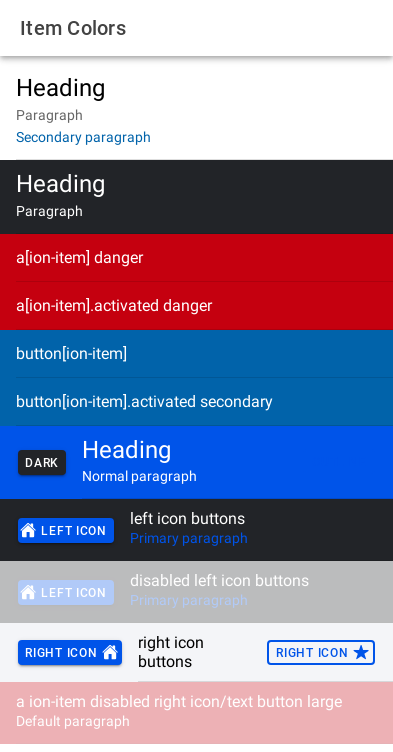 Item Colors
Heading
Paragraph
Secondary paragraph
Heading
Paragraph
a[ion-item] danger
a[ion-item].activated danger
button[ion-item]
button[ion-item].activated secondary
DARK
Heading
Normal paragraph
LEFT ICON
left icon buttons
Primary paragraph
LEFT ICON
disabled left icon buttons
Primary paragraph
RIGHT ICON
right icon
buttons
RIGHT ICON
a ion-item disabled right icon/text button large
Default paragraph